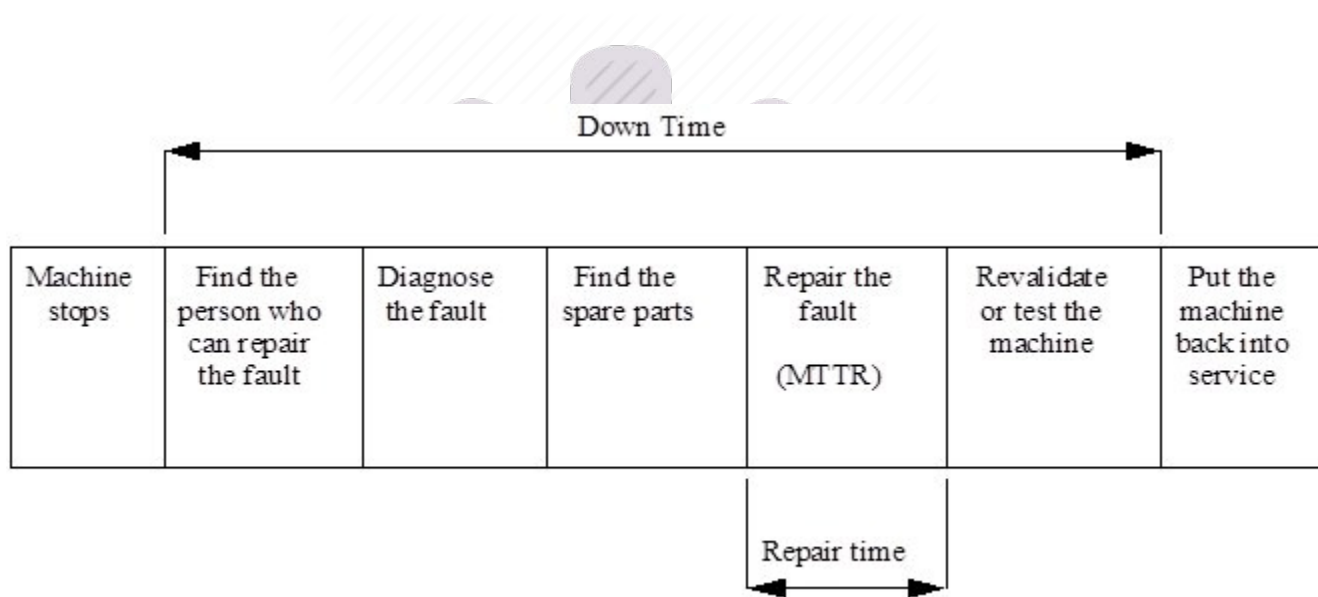 Down Time
Machine
stops
Find the
person who
can repair
the fault
Diagnose
the fault
Find the
spare parts
Repair the
fault
(MTTR)
Revalidate
or test the
machine
Put the
machine
back into
service
Repair time